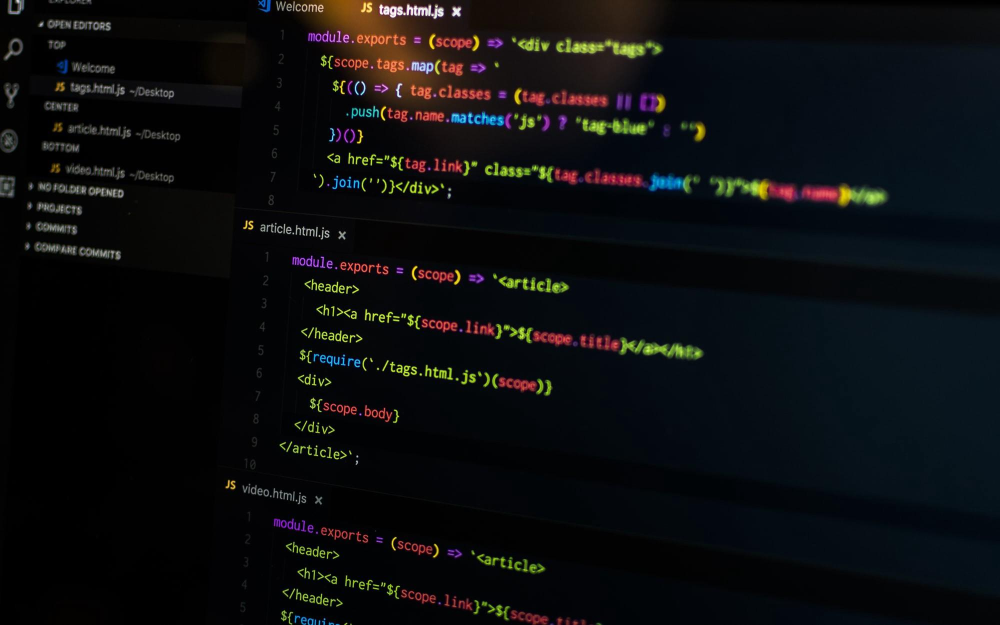 EXPLORER
OPEN EDITORS
TOP
Welcome
tags.html.js ~/Desktop
CENTER
article.html.js ~/Desktop
BOTTOM
video.html.js ~/Desktop
NO FOLDER OPENED
PROJECTS
COMMITS
COMPARE COMMITS
Welcome
JS tags.html.js ×
1 module.exports = (scope) => `<div class="tags">
2 ${scope.tags.map(tag => `
3 ${(() => { tag.classes = (tag.classes || [])
4 .push(tag.name.matches('js') ? 'tag-blue' : '')
5 })()}
6 <a href="${tag.link}" class="${tag.classes.join(' ')}">${tag.name}</a>
7 `).join('')}</div>`;
8
JS article.html.js ×
1 module.exports = (scope) => `<article>
2 <header>
3 <h1><a href="${scope.link}">${scope.title}</a></h1>
4 </header>
5 ${require(`./tags.html.js`)(scope)}
6 <div>
7 ${scope.body}
8 </div>
9 </article>`;
10
JS video.html.js ×
1 module.exports = (scope) => `<article>
2 <header>
3 <h1><a href="${scope.link}">${scope.title
4 </header>
5 ${require(